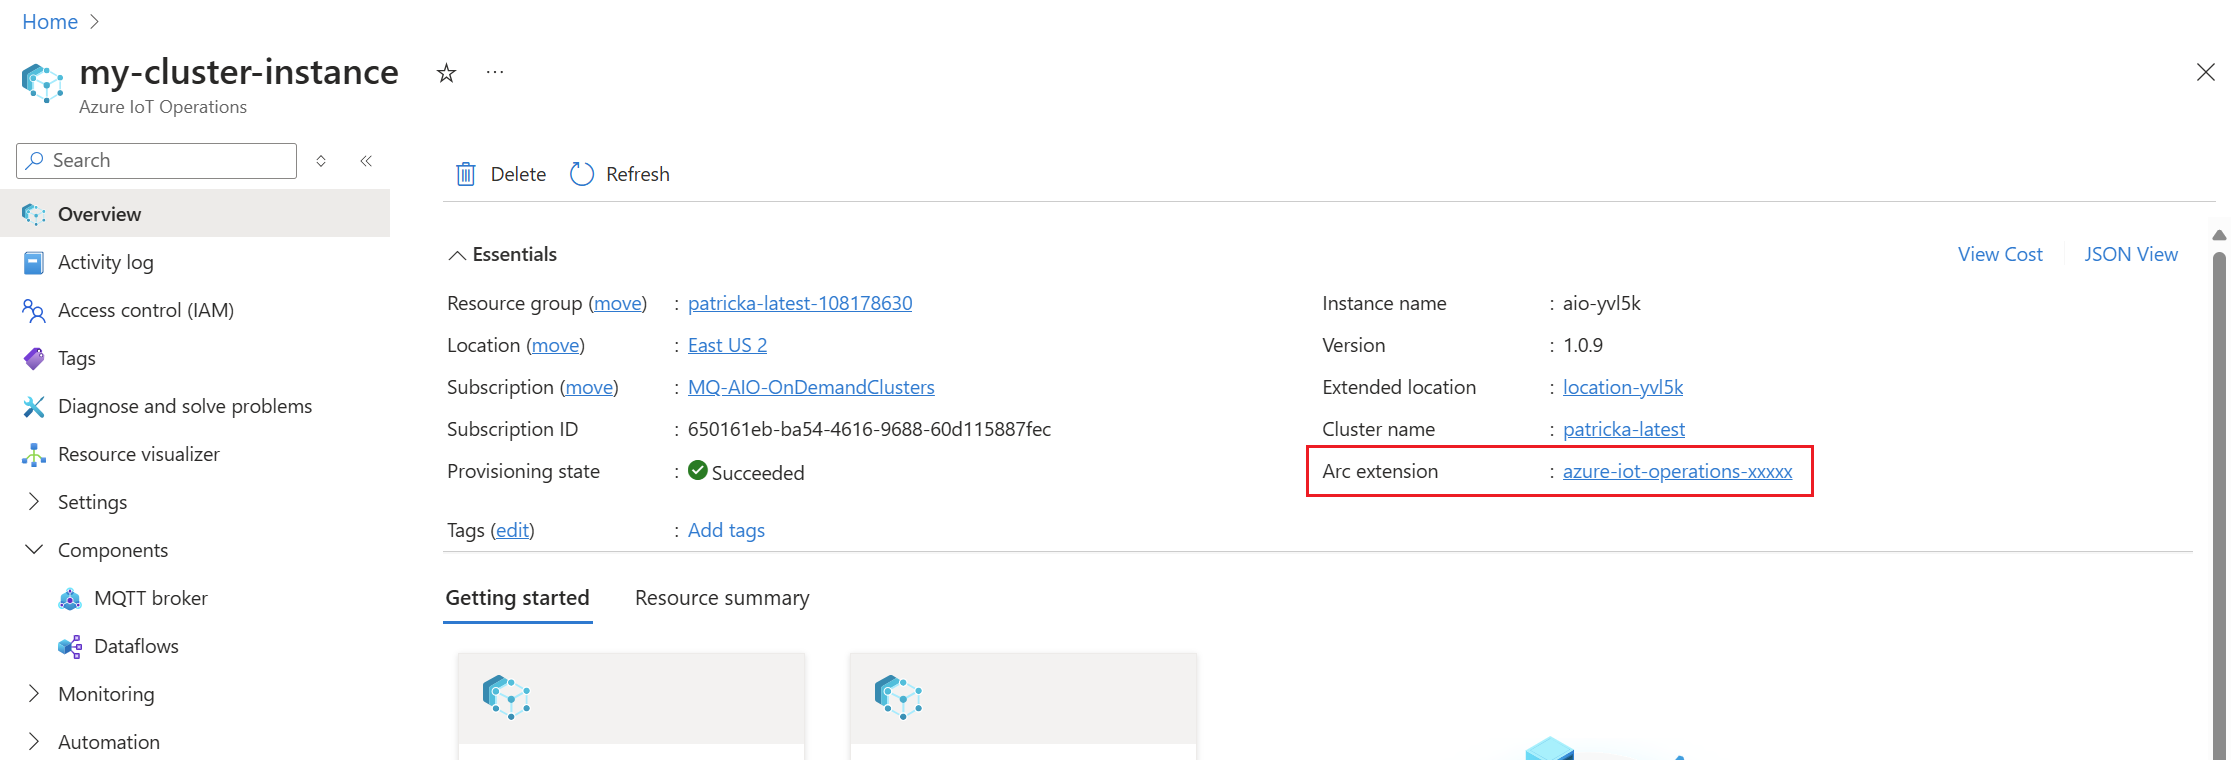 Home
my-cluster-instance
Azure IoT Operations
Search
Delete Refresh
Overview
Activity log
Access control (IAM)
Tags
Diagnose and solve problems
Resource visualizer
Settings
Components
MQTT broker
Dataflows
Monitoring
Automation
Essentials
View Cost JSON View
Resource group (move) : patricka-latest-108178630
Location (move) : East US 2
Subscription (move) : MQ-AIO-OnDemandClusters
Subscription ID : 650161eb-ba54-4616-9688-60d115887fec
Provisioning state : Succeeded
Instance name : aio-yvl5k
Version : 1.0.9
Extended location : location-yvl5k
Cluster name : patricka-latest
Arc extension : azure-iot-operations-xxxxx
Tags (edit) : Add tags
Getting started Resource summary